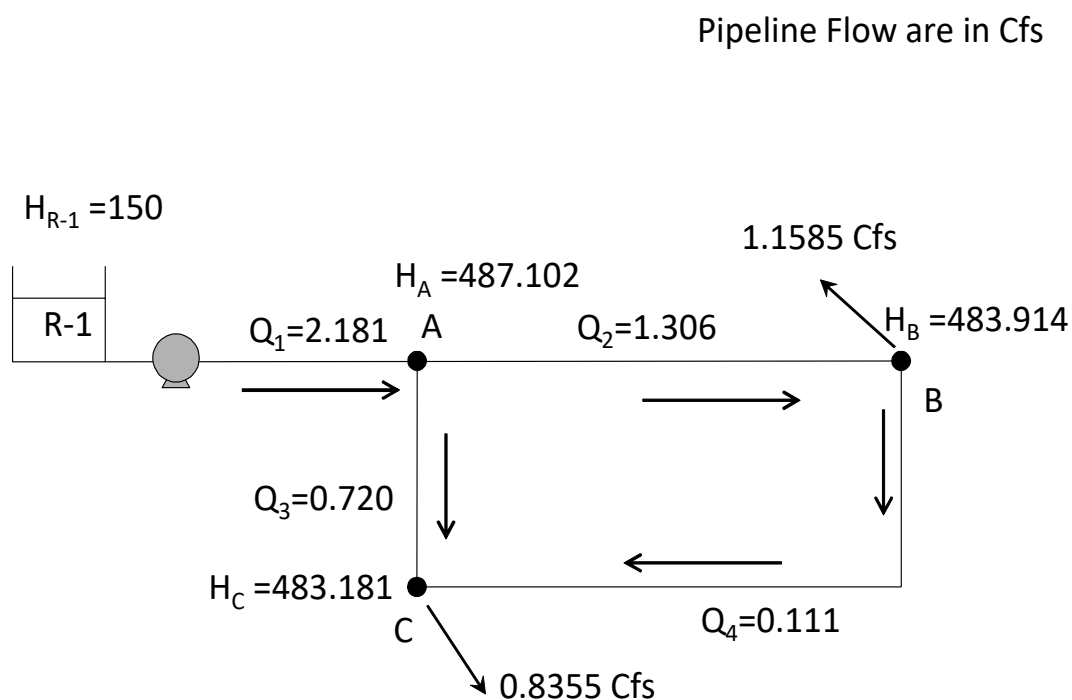 Pipeline Flow are in Cfs
H_R-1 =150
1.1585 Cfs
H_A =487.102
R-1
Q_1=2.181
A
Q_2=1.306
H_B =483.914
B
Q_3=0.720
H_C =483.181
C
Q_4=0.111
0.8355 Cfs